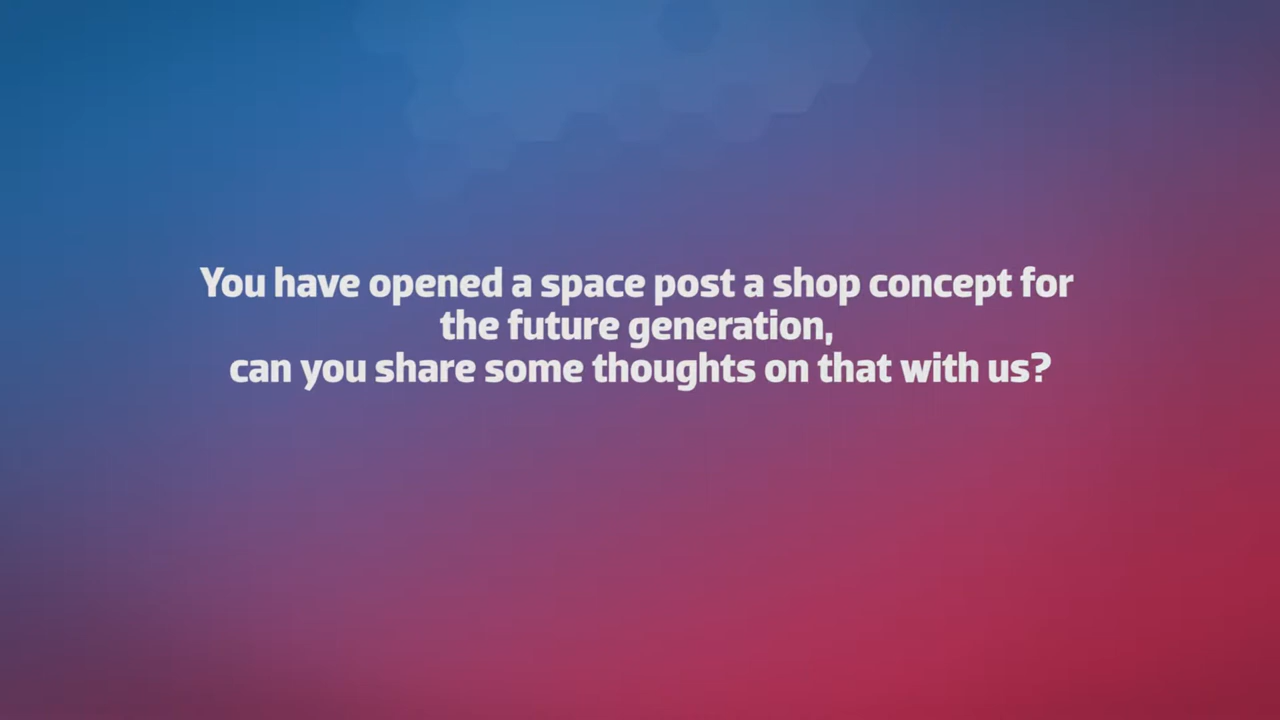 You have opened a space post a shop concept for
the future generation,
can you share some thoughts on that with us?